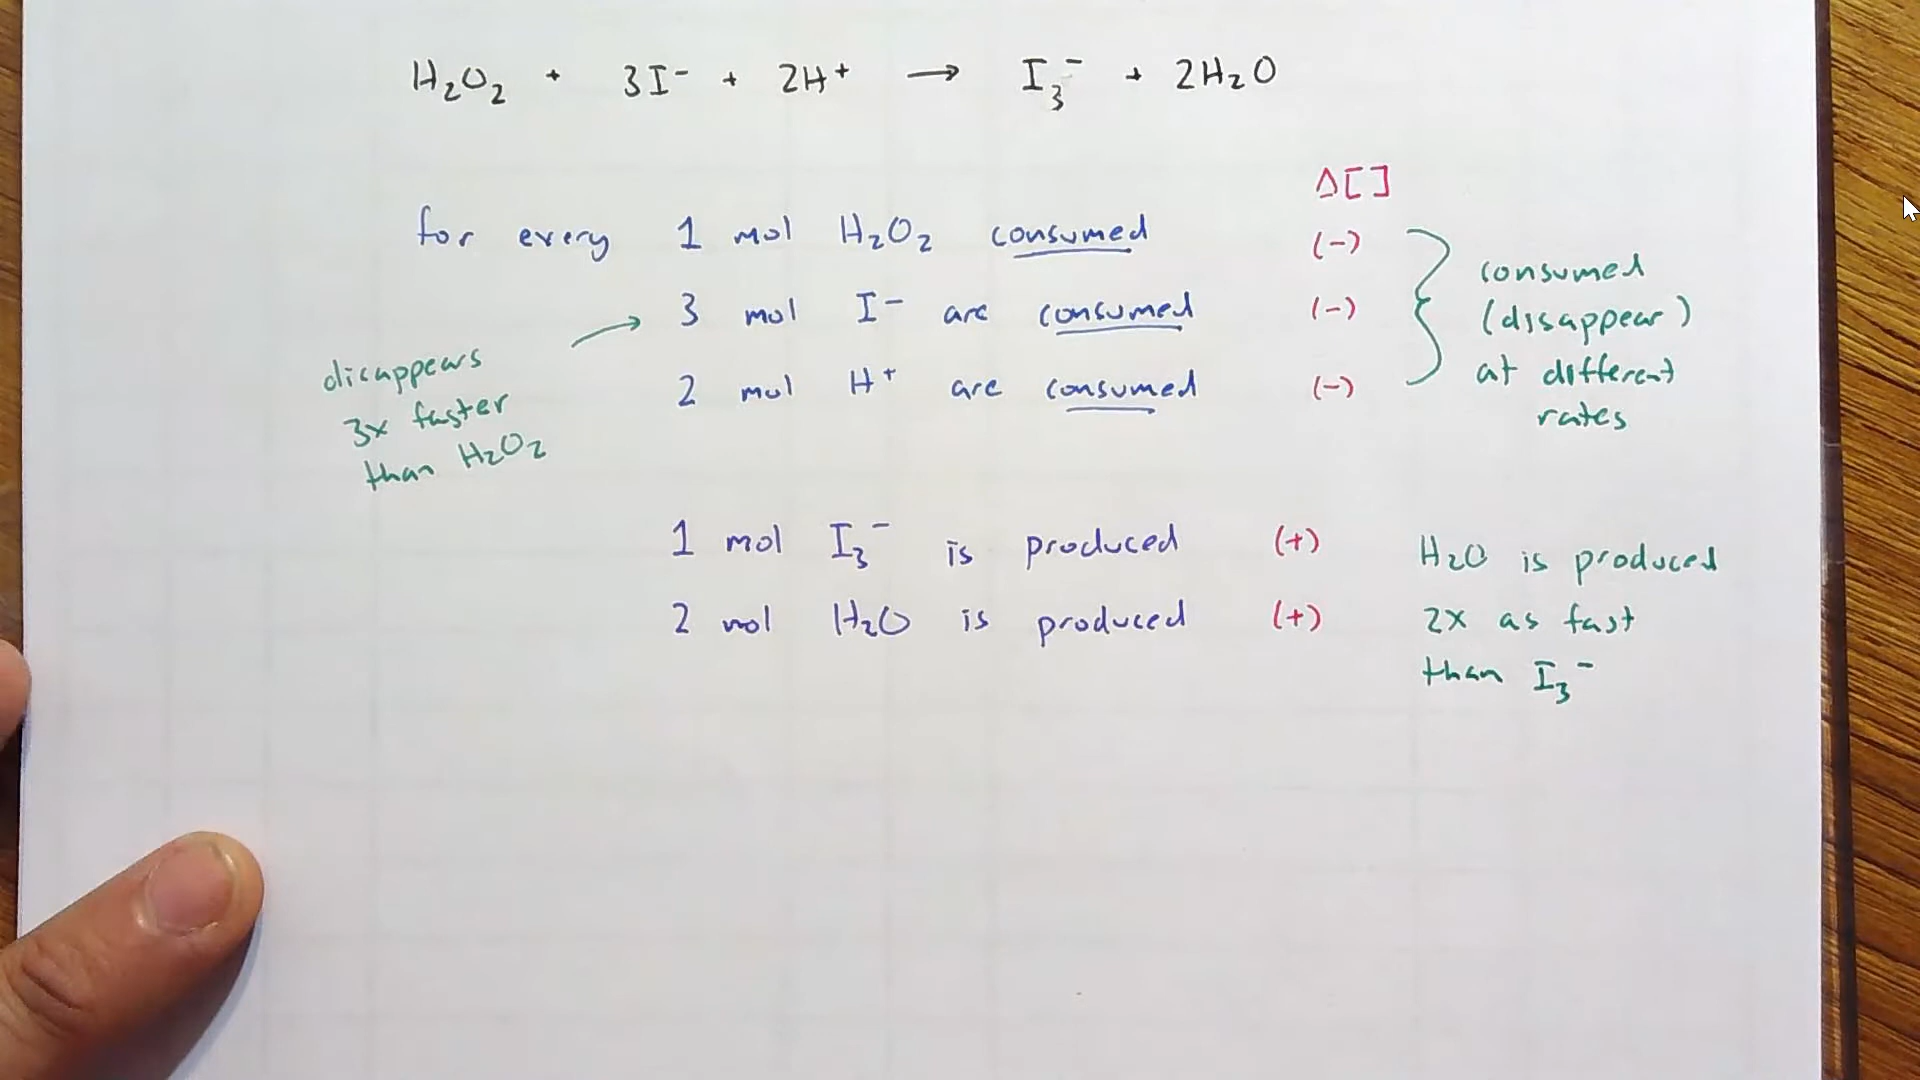 H₂O₂ + 3I⁻ + 2H⁺ → I₃⁻ + 2H₂O
Δ[]
for every 1 mol H₂O₂ consumed (-)
3 mol I⁻ are consumed (-)
2 mol H⁺ are consumed (-)
consumed
(disappear)
at different
rates
disappears
3x faster
than H₂O₂
1 mol I₃⁻ is produced (+)
2 mol H₂O is produced (+)
H₂O is produced
2x as fast
than I₃⁻